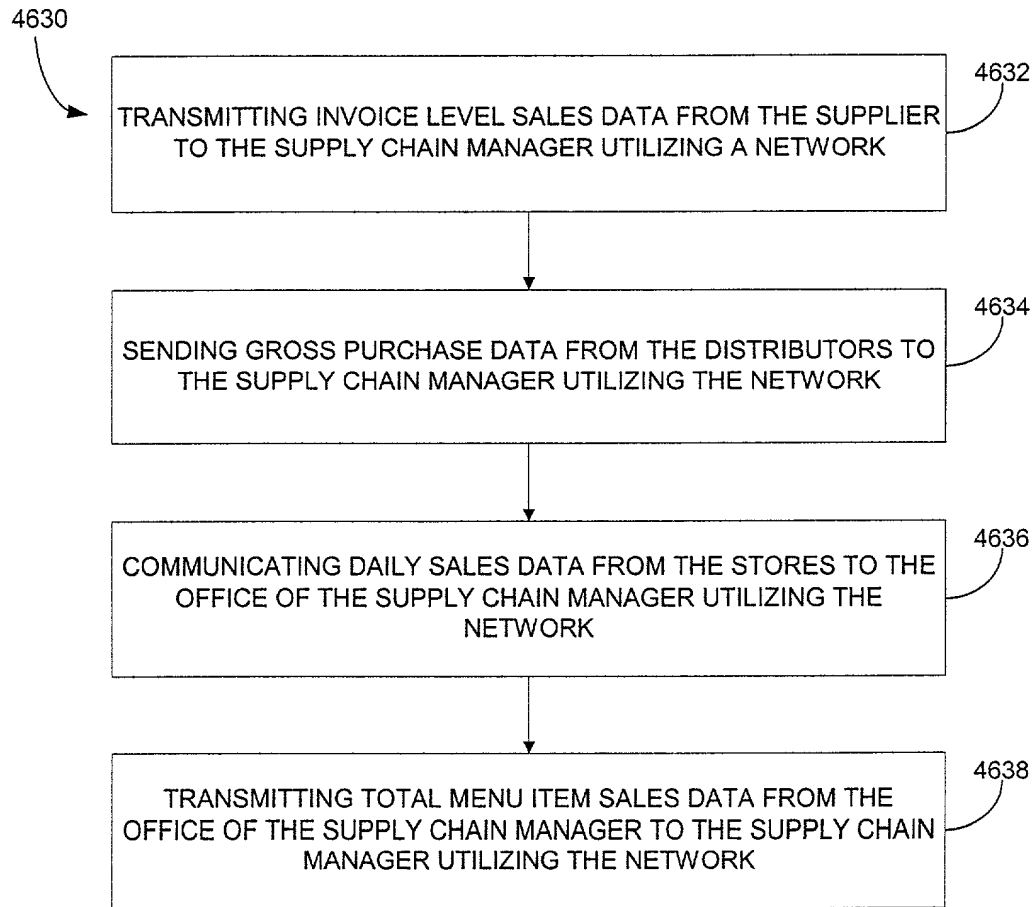 4630
4632
TRANSMITTING INVOICE LEVEL SALES DATA FROM THE SUPPLIER
TO THE SUPPLY CHAIN MANAGER UTILIZING A NETWORK
4634
SENDING GROSS PURCHASE DATA FROM THE DISTRIBUTORS TO
THE SUPPLY CHAIN MANAGER UTILIZING THE NETWORK
4636
COMMUNICATING DAILY SALES DATA FROM THE STORES TO THE
OFFICE OF THE SUPPLY CHAIN MANAGER UTILIZING THE
NETWORK
4638
TRANSMITTING TOTAL MENU ITEM SALES DATA FROM THE
OFFICE OF THE SUPPLY CHAIN MANAGER TO THE SUPPLY CHAIN
MANAGER UTILIZING THE NETWORK